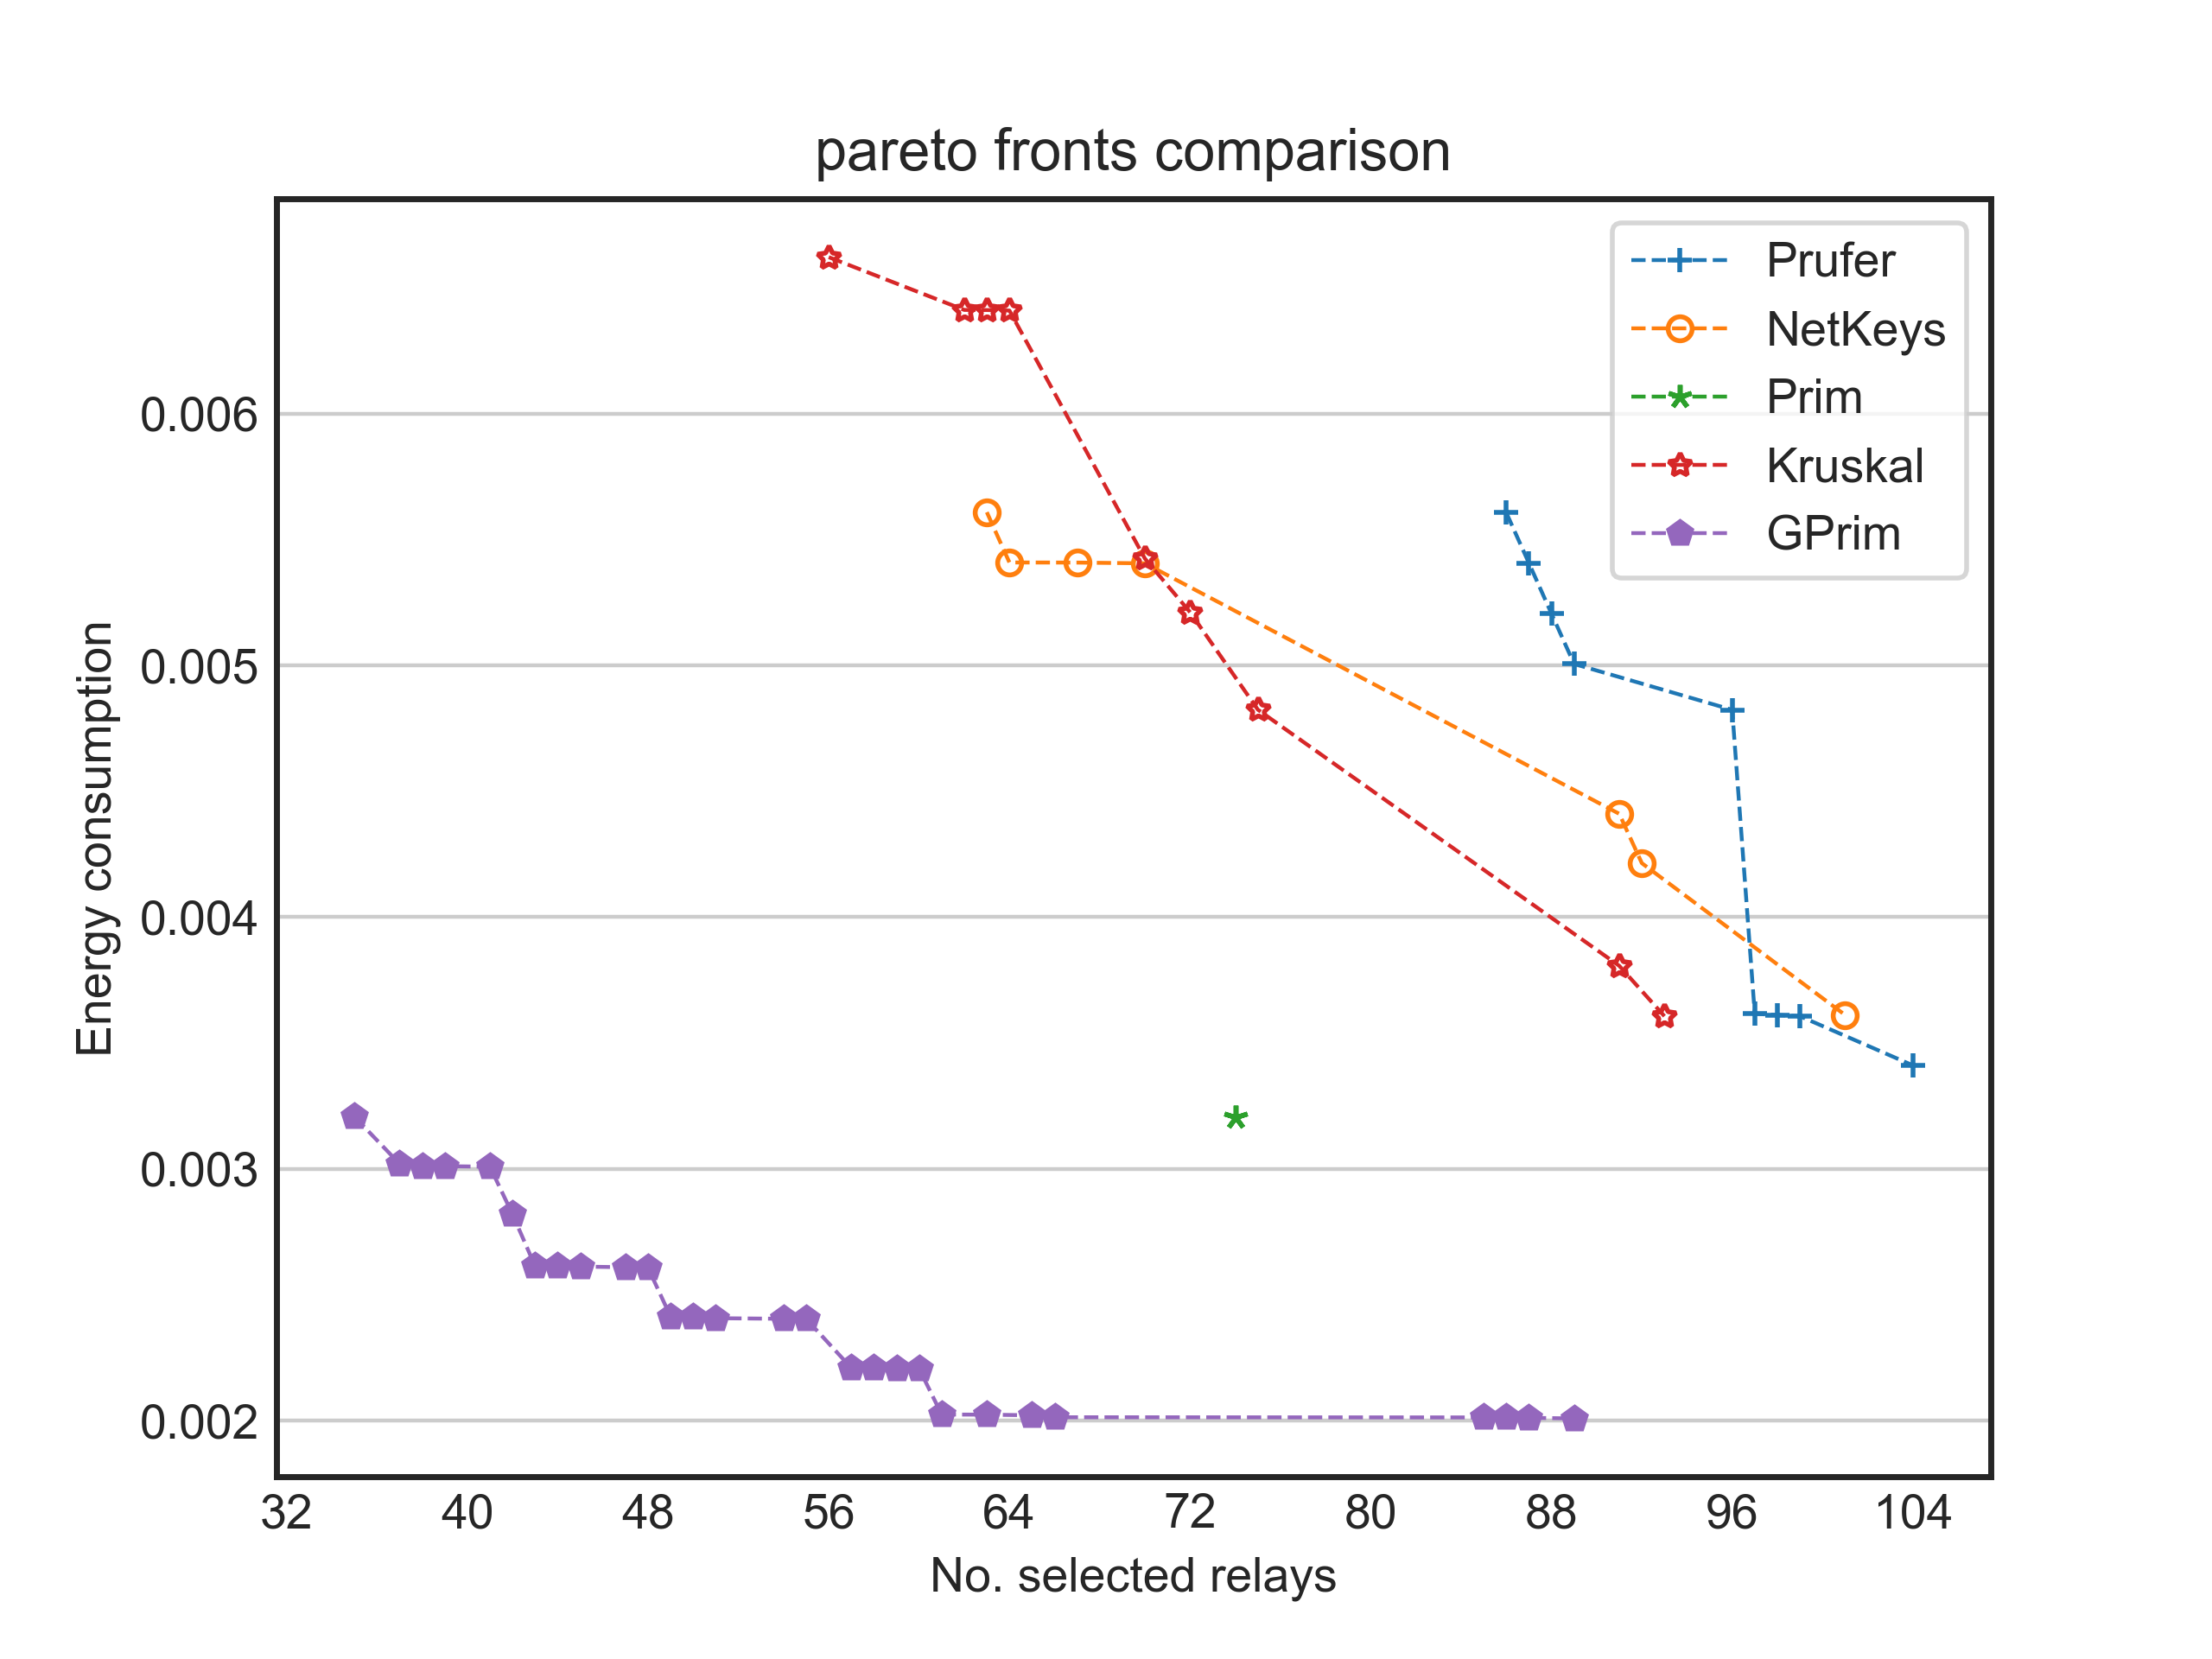 pareto fronts comparison
Prufer
NetKeys
Prim
Kruskal
GPrim
Energy consumption
0.006
0.005
0.004
0.003
0.002
32 40 48 56 64 72 80 88 96 104
No. selected relays